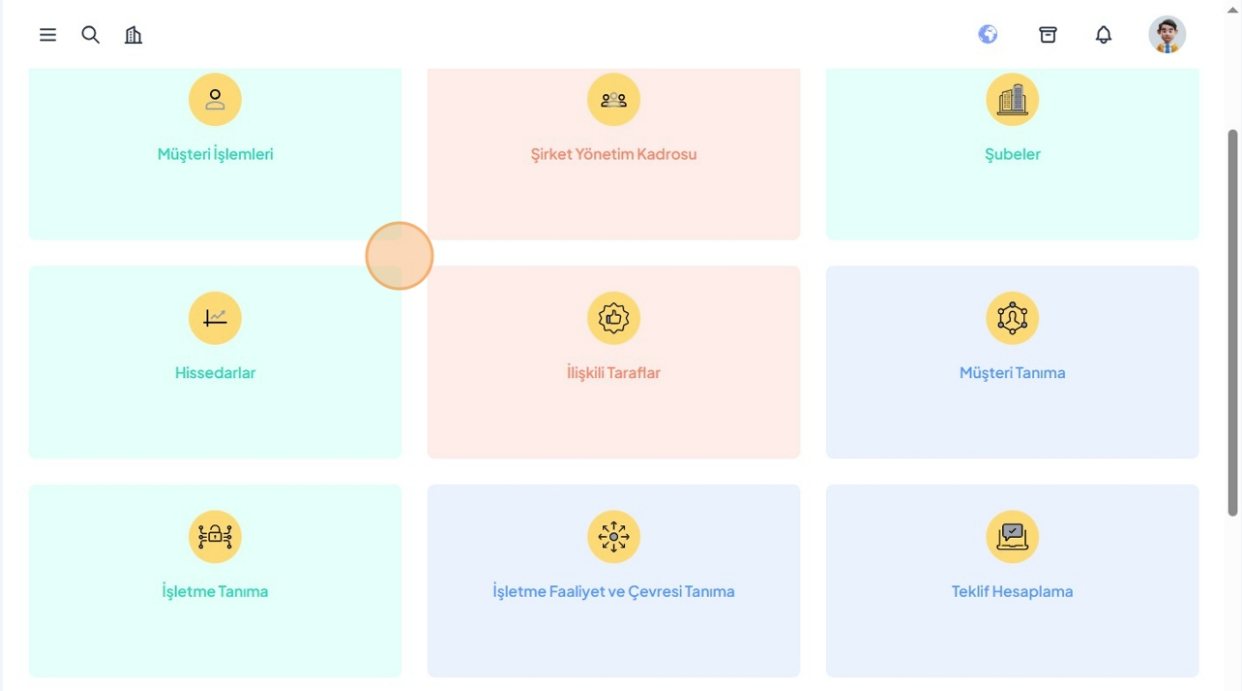 Müşteri İşlemleri
Şirket Yönetim Kadrosu
Şubeler
Hissedarlar
İlişkili Taraflar
Müşteri Tanıma
İşletme Tanıma
İşletme Faaliyet ve Çevresi Tanıma
Teklif Hesaplama